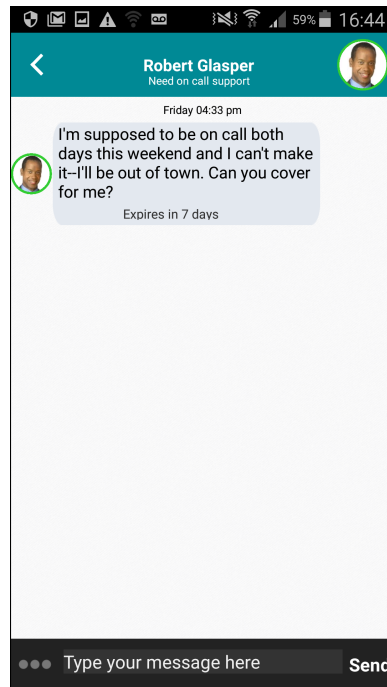 59% 16:44
Robert Glasper
Need on call support
Friday 04:33 pm
I'm supposed to be on call both
days this weekend and I can't make
it--I'll be out of town. Can you cover
for me?
Expires in 7 days
Type your message here
Send